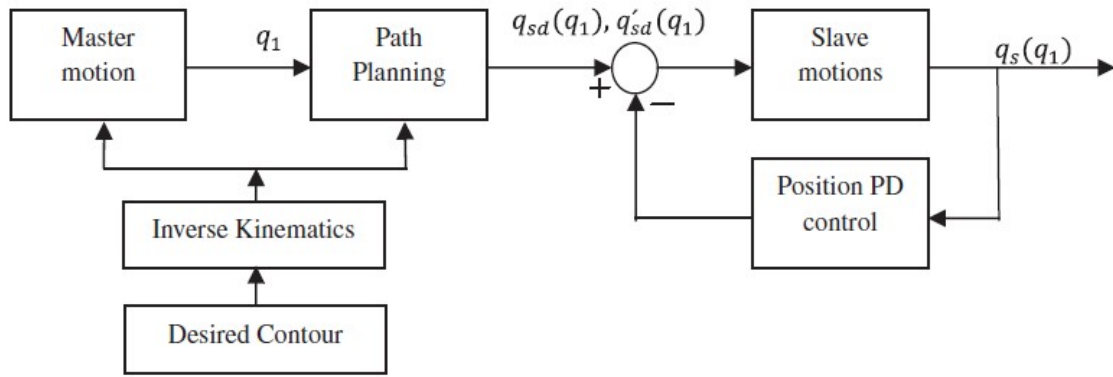 Master
motion
q₁
Path
Planning
qₛd(q₁), q′ₛd(q₁)
+
−
Slave
motions
qₛ(q₁)
Position PD
control
Inverse Kinematics
Desired Contour